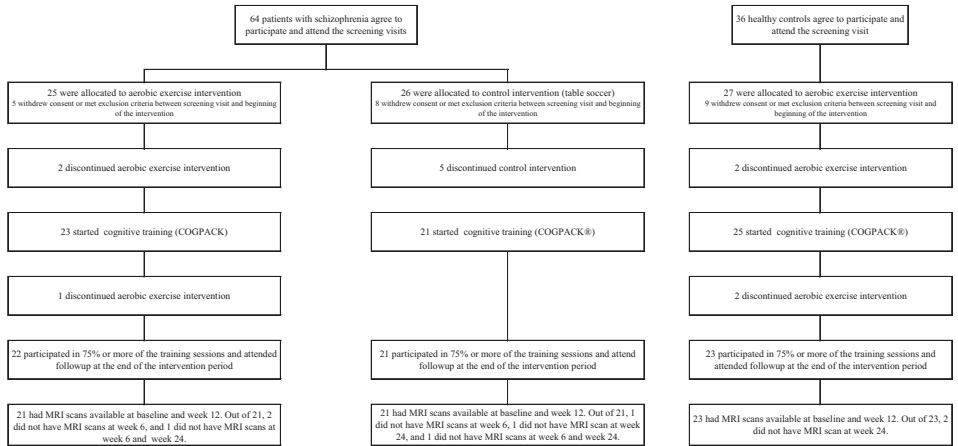 64 patients with schizophrenia agree to
participate and attend the screening visits
36 healthy controls agree to participate and
attend the screening visit
25 were allocated to aerobic exercise intervention
5 withdrew consent or met exclusion criteria between screening visit and beginning
of the intervention
26 were allocated to control intervention (table soccer)
8 withdrew consent or met exclusion criteria between screening visit and beginning
of the intervention
27 were allocated to aerobic exercise intervention
9 withdrew consent or met exclusion criteria between screening visit and
beginning of the intervention
2 discontinued aerobic exercise intervention
5 discontinued control intervention
2 discontinued aerobic exercise intervention
23 started cognitive training (COGPACK)
21 started cognitive training (COGPACK®)
25 started cognitive training (COGPACK®)
1 discontinued aerobic exercise intervention
2 discontinued aerobic exercise intervention
22 participated in 75% or more of the training sessions and attended
followup at the end of the intervention period
21 participated in 75% or more of the training sessions and attend
followup at the end of the intervention period
23 participated in 75% or more of the training sessions and
attended followup at the end of the intervention period
21 had MRI scans available at baseline and week 12. Out of 21, 2
did not have MRI scans at week 6, and 1 did not have MRI scans at
week 6 and week 24.
21 had MRI scans available at baseline and week 12. Out of 21, 1
did not have MRI scans at week 6, 1 did not have MRI scans at week
24, and 1 did not have MRI scans at week 6 and week 24.
23 had MRI scans available at baseline and week 12. Out of 23, 2
did not have MRI scan at week 24.